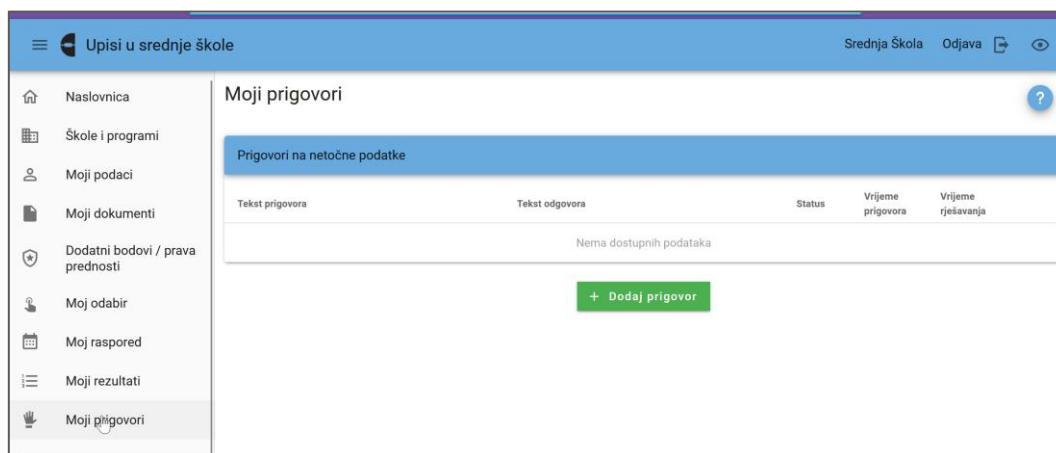 Upisi u srednje škole
Srednja Škola
Odjava
Naslovnica
Škole i programi
Moji podaci
Moji dokumenti
Dodatni bodovi / prava
prednosti
Moj odabir
Moj raspored
Moji rezultati
Moji prigovori
Moji prigovori
?
Prigovori na netočne podatke
Tekst prigovora
Tekst odgovora
Status
Vrijeme
prigovora
Vrijeme
rješavanja
Nema dostupnih podataka
+ Dodaj prigovor